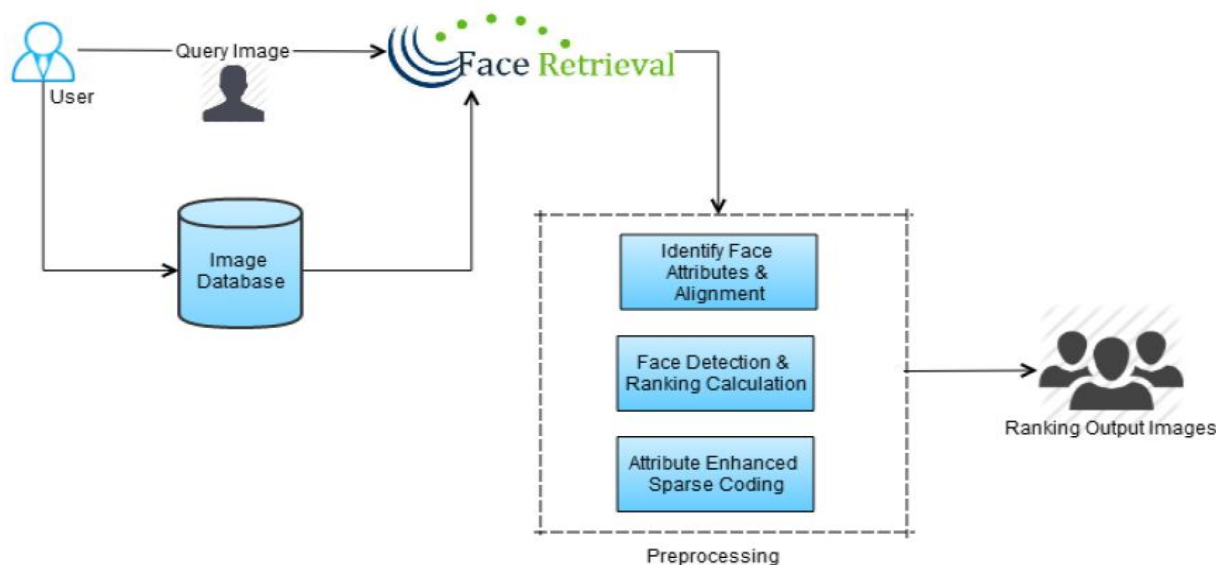 Query Image
Face Retrieval
User
Image
Database
Identify Face
Attributes &
Alignment
Face Detection &
Ranking Calculation
Attribute Enhanced
Sparse Coding
Preprocessing
Ranking Output Images